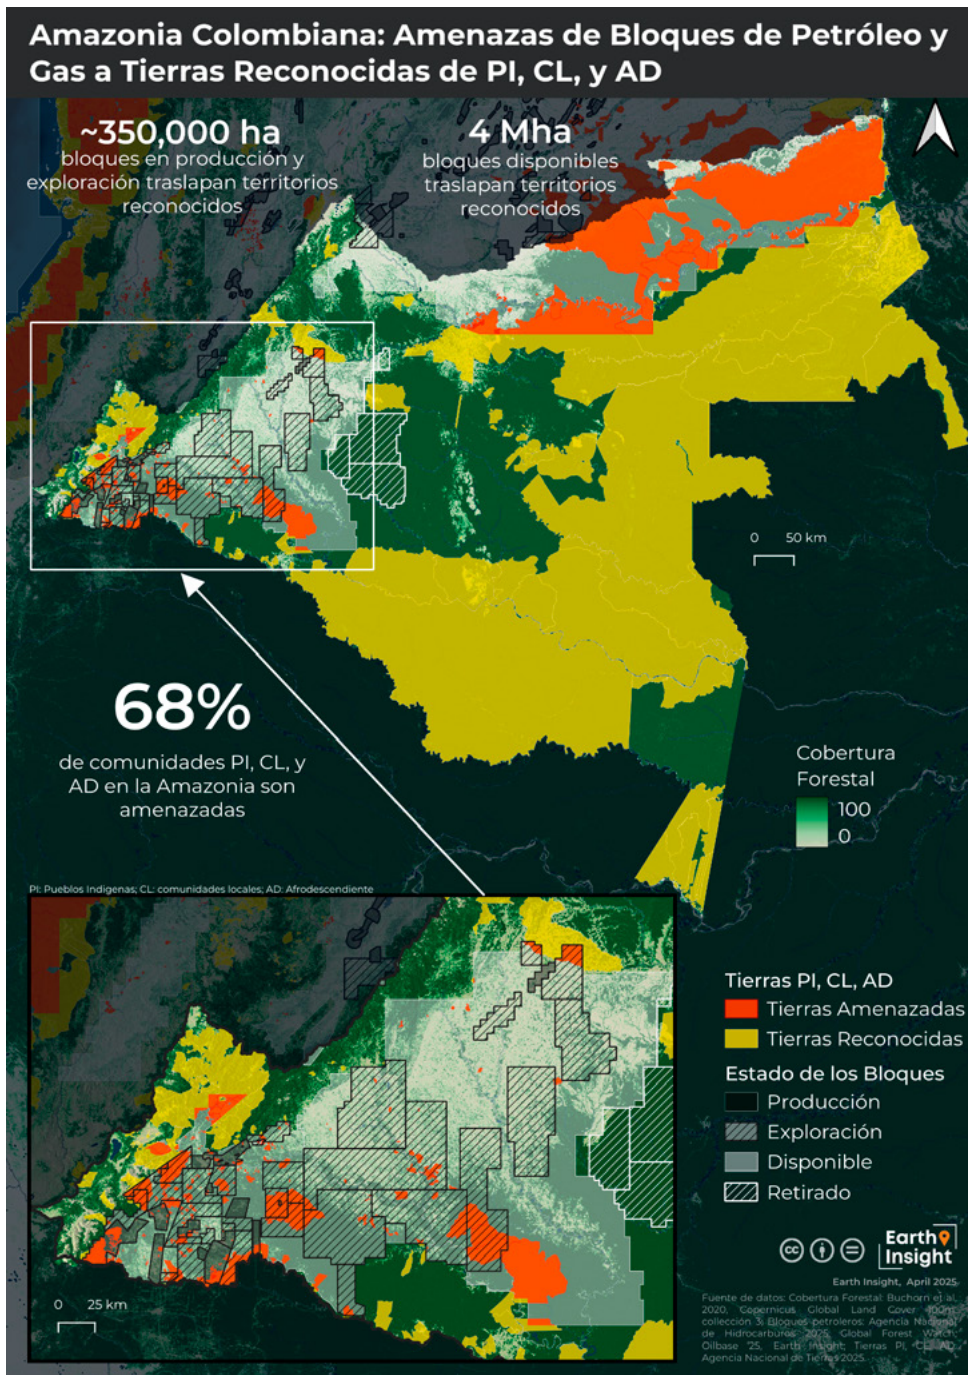 Amazonia Colombiana: Amenazas de Bloques de Petróleo y
Gas a Tierras Reconocidas de PI, CL, y AD
~350,000 ha
bloques en producción y
exploración traslapan territorios
reconocidos
4 Mha
bloques disponibles
traslapan territorios
reconocidos
0 50 km
68%
de comunidades PI, CL, y
AD en la Amazonia son
amenazadas
Cobertura
Forestal
100
0
PI: Pueblos Indigenas; CL: comunidades locales; AD: Afrodescendiente
Tierras PI, CL, AD
Tierras Amenazadas
Tierras Reconocidas
Estado de los Bloques
Producción
Exploración
Disponible
Retirado
0 25 km
cc
Earth
Insight
Earth Insight, April 2025
Fuente de datos: Cobertura Forestal: Buchorn et al.
2020, Copernicus Global Land Cover 100m
collección 3; Bloques petroleros: Agencia Nacional
de Hidrocarburos 2025, Global Forest Watch,
Oilbase '25, Earth Insight; Tierras PI, CL, AD:
Agencia Nacional de Tierras 2025.